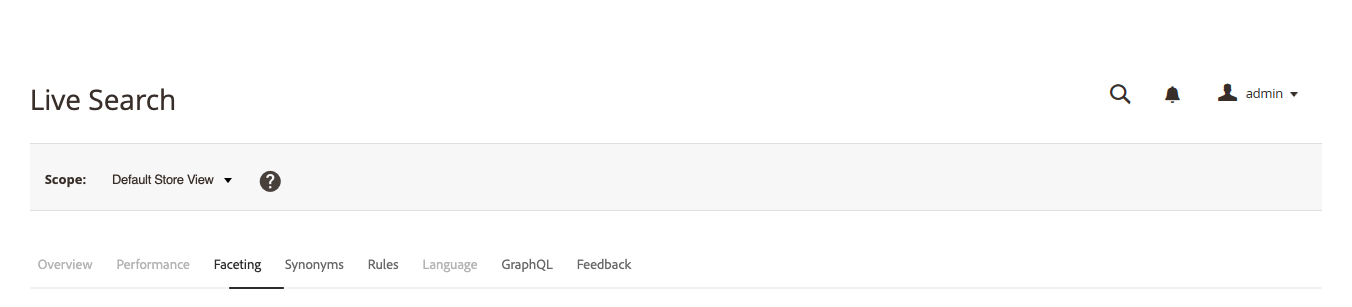 Live Search
admin
Scope: Default Store View ?
Overview Performance Faceting Synonyms Rules Language GraphQL Feedback